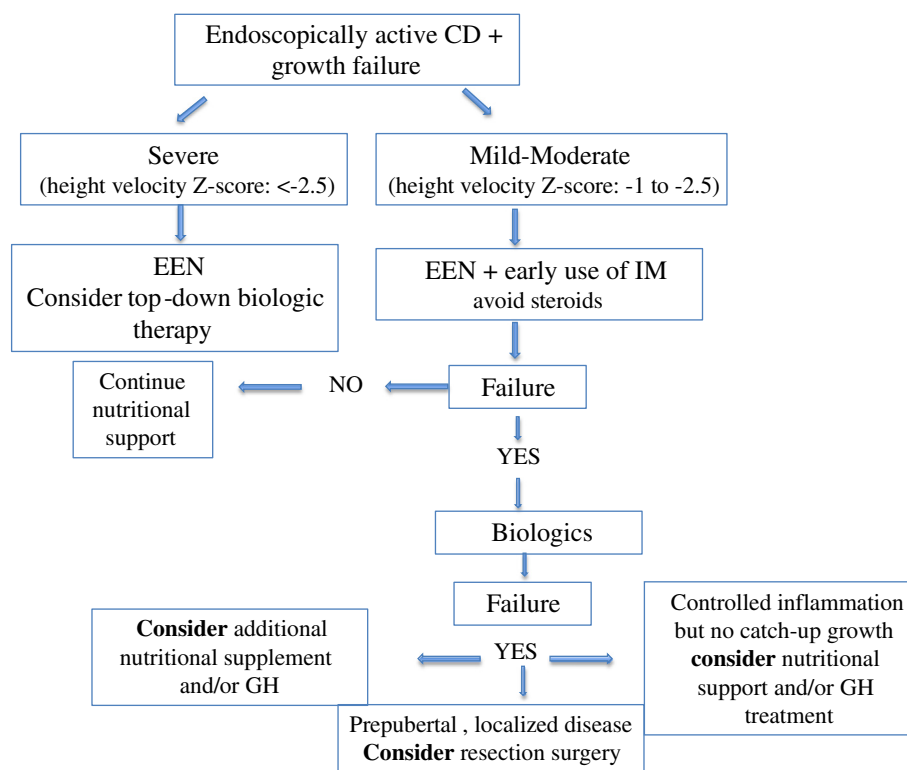 Endoscopically active CD +
growth failure
Severe
(height velocity Z-score: <-2.5)
Mild-Moderate
(height velocity Z-score: -1 to -2.5)
EEN
Consider top-down biologic
therapy
EEN + early use of IM
avoid steroids
Continue
nutritional
support
NO
Failure
YES
Biologics
Failure
Consider additional
nutritional supplement
and/or GH
YES
Controlled inflammation
but no catch-up growth
consider nutritional
support and/or GH
treatment
Prepubertal , localized disease
Consider resection surgery